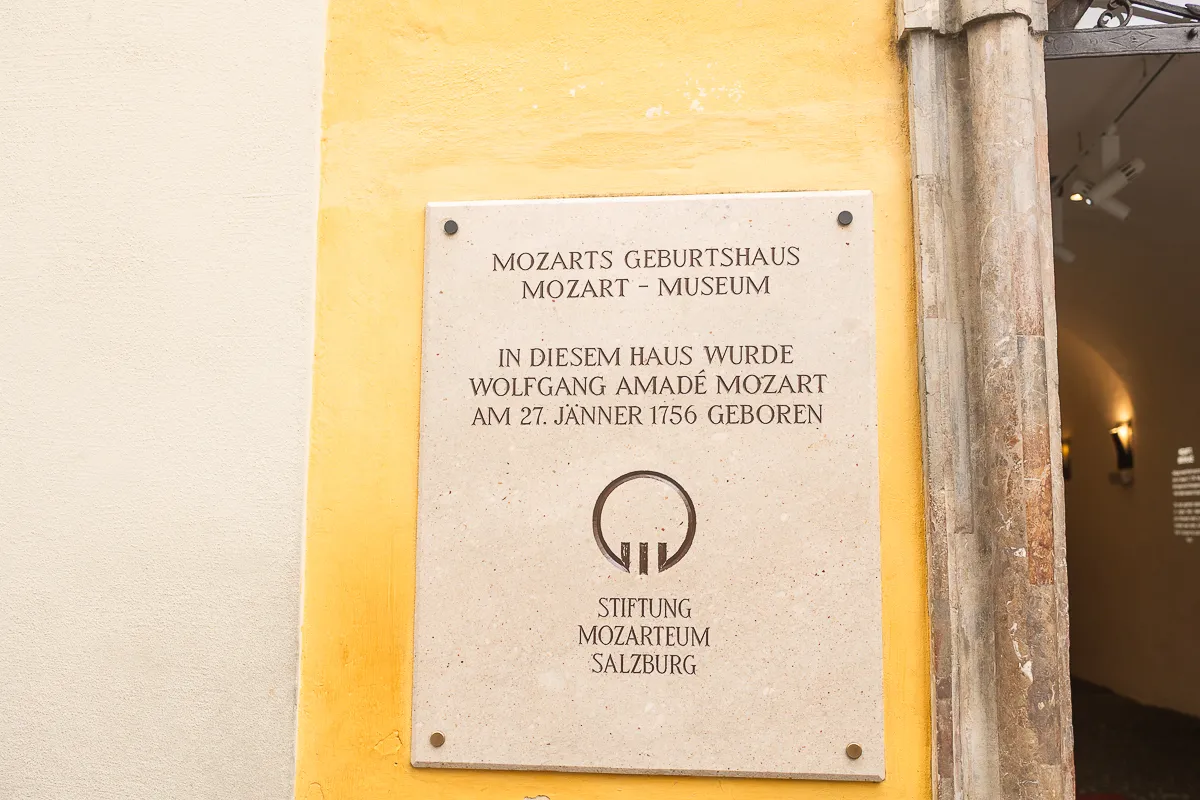 MOZARTS GEBURTSHAUS
MOZART - MUSEUM
IN DIESEM HAUS WURDE
WOLFGANG AMADÉ MOZART
AM 27. JÄNNER 1756 GEBOREN
STIFTUNG
MOZARTEUM
SALZBURG